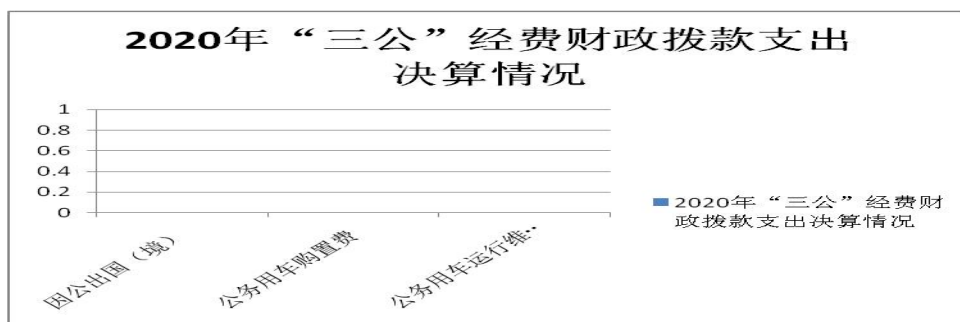 2020年“三公”经费财政拨款支出
决算情况
1
0.8
0.6
0.4
0.2
0
因公出国（境）
公务用车购置费
公务用车运行维..
2020年“三公”经费财
政拨款支出决算情况